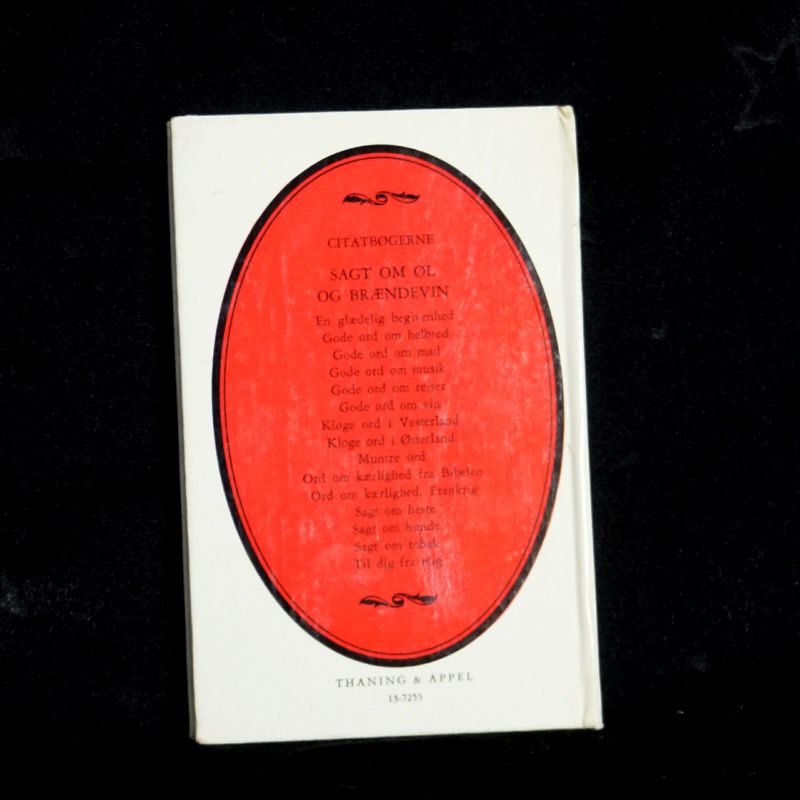 CITATBØGERNE
SAGT OM ØL
OG BRÆNDEVIN
En glædelig begivenhed
Gode ord om helbred
Gode ord om mad
Gode ord om musik
Gode ord om rejser
Gode ord om vin
Kloge ord i Vesterland
Kloge ord i Østerland
Muntre ord
Ord om kærlighed fra Bibelen
Ord om kærlighed, Frankrig
Sagt om heste
Sagt om hunde
Sagt om tobak
Til dig fra mig
THANING & APPEL
13-7255